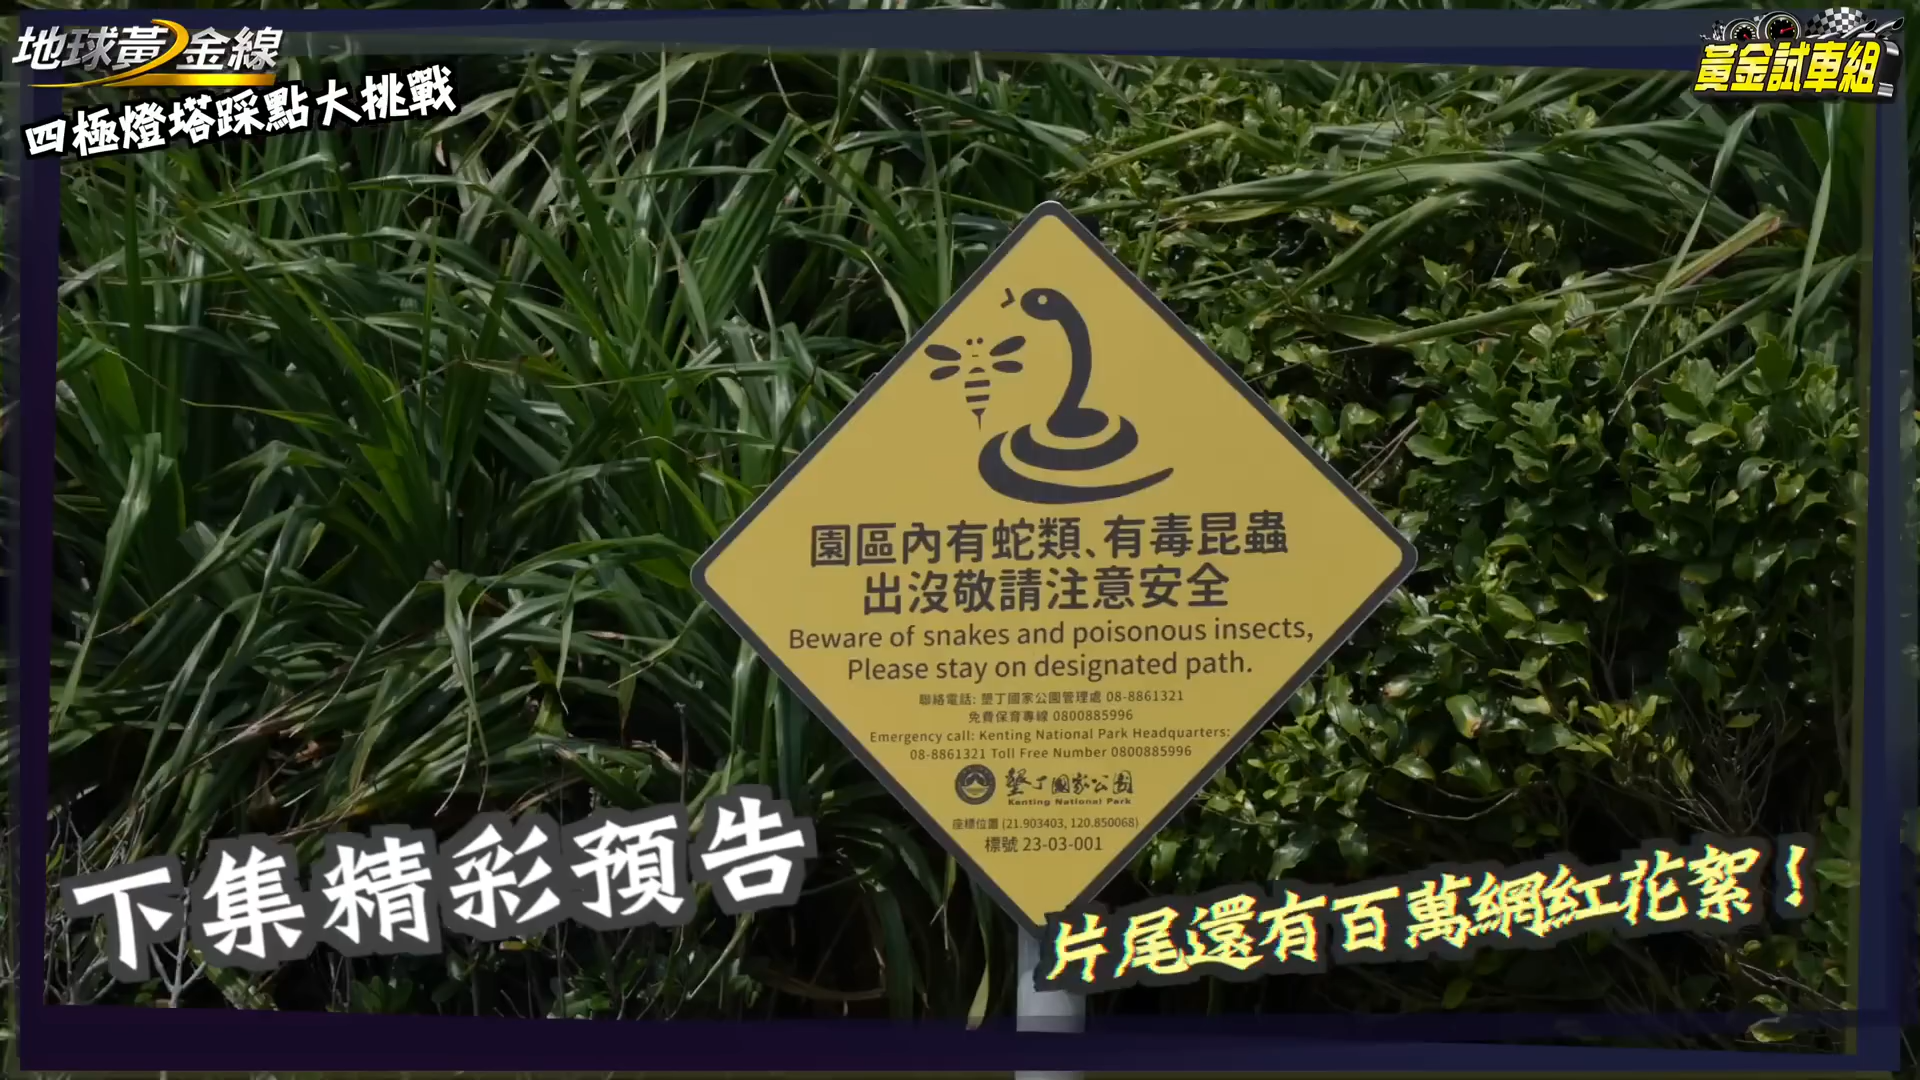 地球黃金線
四極燈塔踩點大挑戰
黃金試車組
園區內有蛇類、有毒昆蟲
出沒敬請注意安全
Beware of snakes and poisonous insects,
Please stay on designated path.
聯絡電話: 墾丁國家公園管理處 08-8861321
免費保育專線 0800885996
Emergency call: Kenting National Park Headquarters:
08-8861321 Toll Free Number 0800885996
墾丁國家公園
Kenting National Park
座標位置 (21.903403, 120.850068)
標號 23-03-001
下集精彩預告
片尾還有百萬網紅花絮！